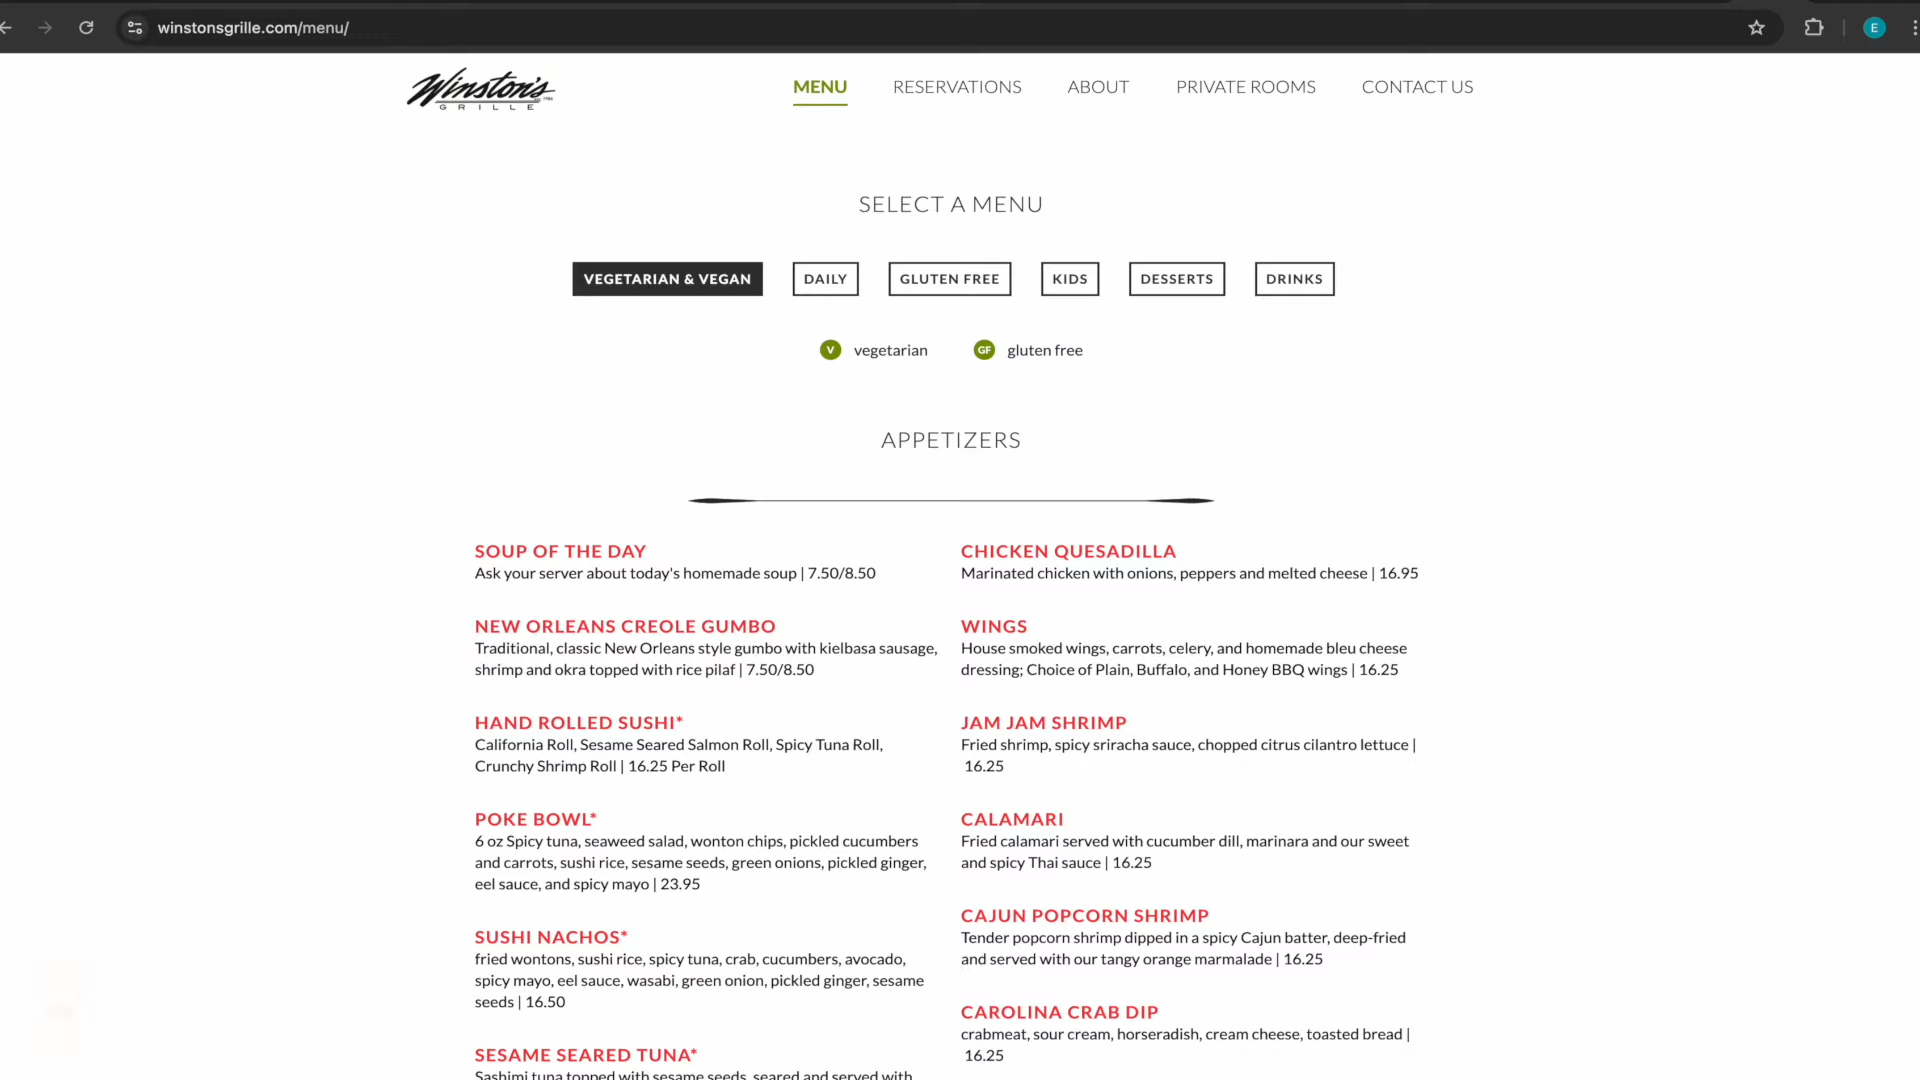 winstonsgrille.com/menu/
E
Winston's
GRILLE
MENU
RESERVATIONS
ABOUT
PRIVATE ROOMS
CONTACT US
SELECT A MENU
VEGETARIAN & VEGAN
DAILY
GLUTEN FREE
KIDS
DESSERTS
DRINKS
V vegetarian
GF gluten free
APPETIZERS
SOUP OF THE DAY
Ask your server about today's homemade soup | 7.50/8.50
NEW ORLEANS CREOLE GUMBO
Traditional, classic New Orleans style gumbo with kielbasa sausage,
shrimp and okra topped with rice pilaf | 7.50/8.50
HAND ROLLED SUSHI*
California Roll, Sesame Seared Salmon Roll, Spicy Tuna Roll,
Crunchy Shrimp Roll | 16.25 Per Roll
POKE BOWL*
6 oz Spicy tuna, seaweed salad, wonton chips, pickled cucumbers
and carrots, sushi rice, sesame seeds, green onions, pickled ginger,
eel sauce, and spicy mayo | 23.95
SUSHI NACHOS*
fried wontons, sushi rice, spicy tuna, crab, cucumbers, avocado,
spicy mayo, eel sauce, wasabi, green onion, pickled ginger, sesame
seeds | 16.50
SESAME SEARED TUNA*
Sashimi tuna topped with sesame seeds, seared and served with
CHICKEN QUESADILLA
Marinated chicken with onions, peppers and melted cheese | 16.95
WINGS
House smoked wings, carrots, celery, and homemade bleu cheese
dressing; Choice of Plain, Buffalo, and Honey BBQ wings | 16.25
JAM JAM SHRIMP
Fried shrimp, spicy sriracha sauce, chopped citrus cilantro lettuce |
16.25
CALAMARI
Fried calamari served with cucumber dill, marinara and our sweet
and spicy Thai sauce | 16.25
CAJUN POPCORN SHRIMP
Tender popcorn shrimp dipped in a spicy Cajun batter, deep-fried
and served with our tangy orange marmalade | 16.25
CAROLINA CRAB DIP
crabmeat, sour cream, horseradish, cream cheese, toasted bread |
16.25